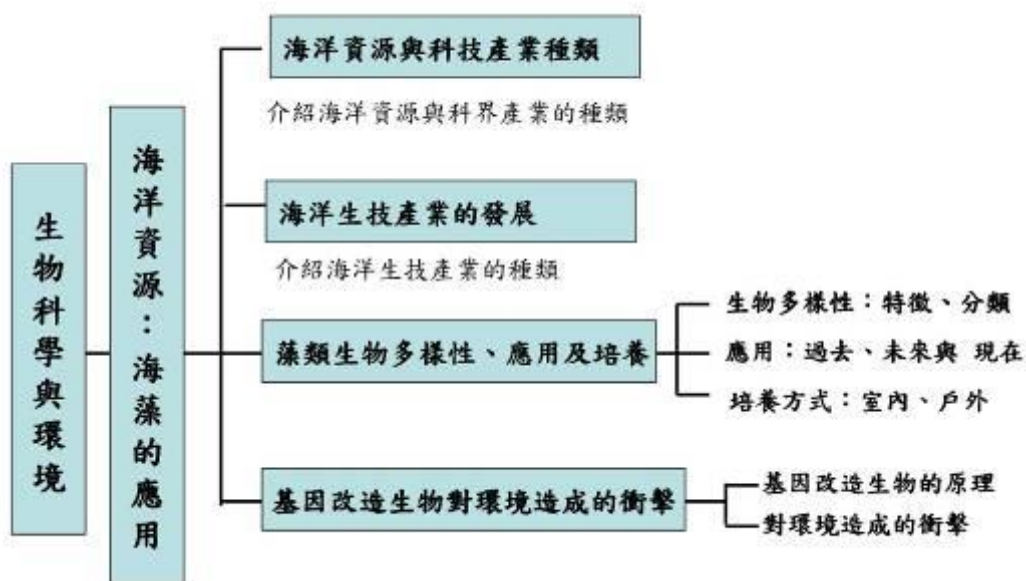 生物科學與環境
海洋資源：海藻的應用
海洋資源與科技產業種類
介紹海洋資源與科界產業的種類
海洋生技產業的發展
介紹海洋生技產業的種類
藻類生物多樣性、應用及培養
生物多樣性：特徵、分類
應用：過去、未來與 現在
培養方式：室內、戶外
基因改造生物對環境造成的衝擊
基因改造生物的原理
對環境造成的衝擊